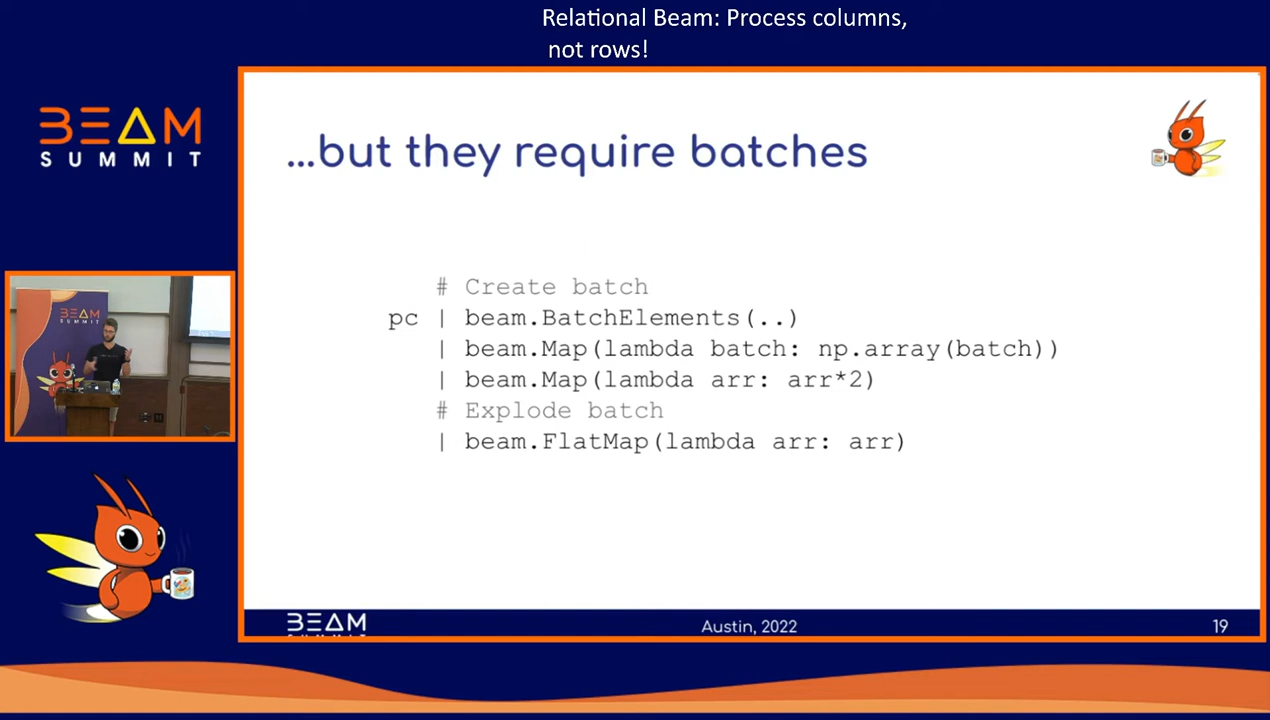 Relational Beam: Process columns,
not rows!
BEAM
SUMMIT
...but they require batches
# Create batch
pc | beam.BatchElements(..)
| beam.Map(lambda batch: np.array(batch))
| beam.Map(lambda arr: arr*2)
# Explode batch
| beam.FlatMap(lambda arr: arr)
BEAM
SUMMIT
BEAM
Austin, 2022
19